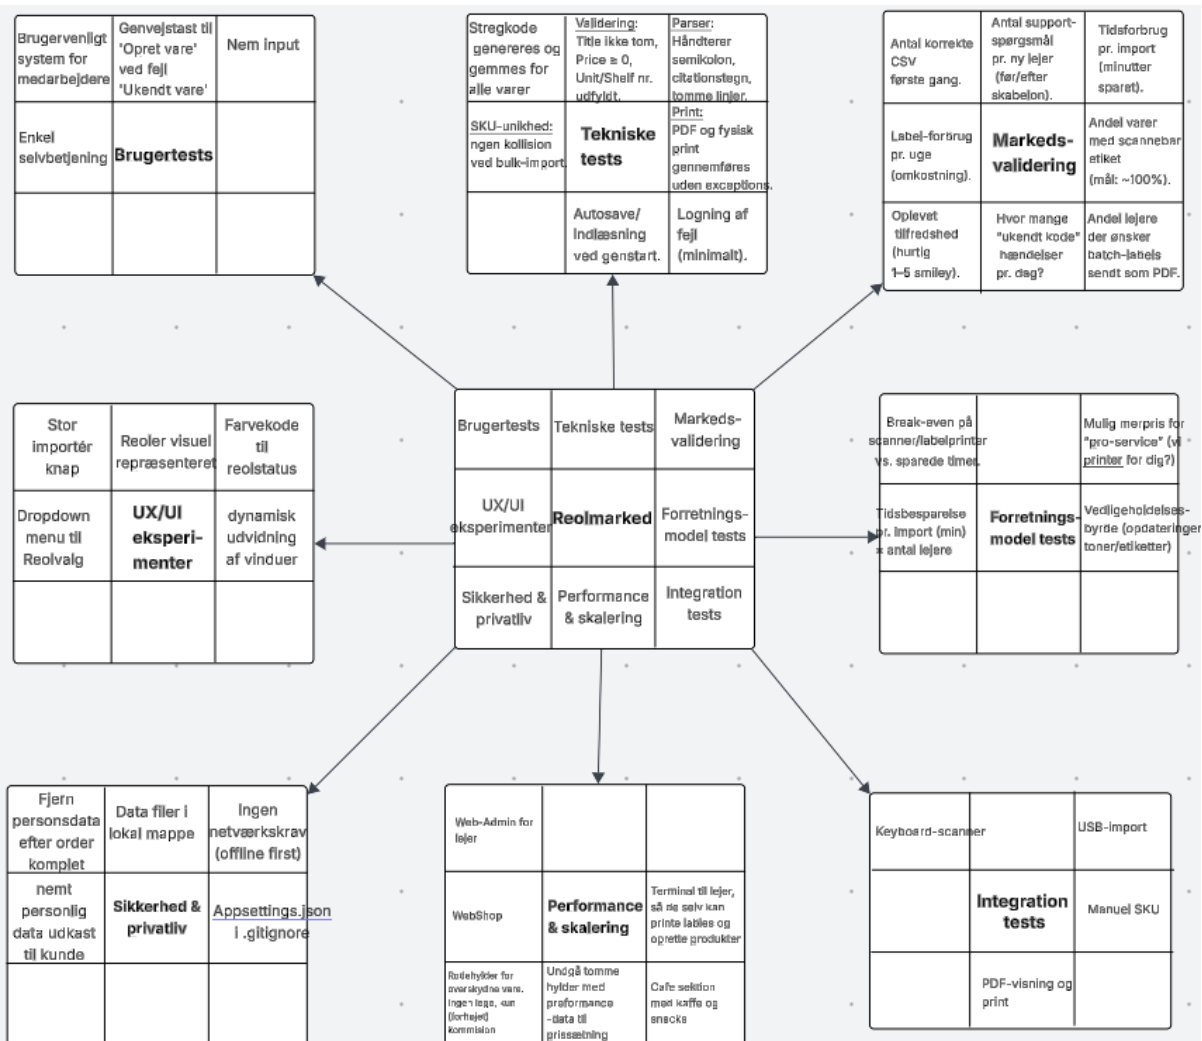 Brugervenligt
system for
medarbejdere
Genvejstast til
'Opret vare'
ved fejl
'Ukendt vare'
Nem input
Enkel
selvbetjening
Brugertests
Stregkode
genereres og
gemmes for
alle varer
Validering:
Title ikke tom,
Price ≥ 0,
Unit/Shelf nr.
udfyldt.
Parser:
Håndterer
semikolon,
citationstegn,
tomme linjer.
SKU-unikhed:
ngen kollision
ved bulk-import.
Tekniske
tests
Print:
PDF og fysisk
print
gennemføres
uden exceptions.
Autosave/
Indlæsning
ved genstart.
Logning af
fejl
(minimalt).
Antal korrekte
CSV
første gang.
Antal support-
spørgsmål
pr. ny lejer
(før/efter
skabelon).
Tidsforbrug
pr. import
(minutter
sparet).
Label-forbrug
pr. uge
(omkostning).
Markeds-
validering
Andel varer
med scannebar
etiket
(mål: ~100%).
Oplevet
tilfredshed
(hurtig
1–5 smiley).
Hvor mange
"ukendt kode"
hændelser
pr. dag?
Andel lejere
der ønsker
batch-labels
sendt som PDF.
Stor
importér
knap
Reoler visuel
repræsenteret
Farvekode
til
reolstatus
Dropdown
menu til
Reolvalg
UX/UI
eksperi-
menter
dynamisk
udvidning
af vinduer
Brugertests
Tekniske tests
Markeds-
validering
UX/UI
eksperimenter
Reolmarked
Forretnings-
model tests
Sikkerhed &
privatliv
Performance
& skalering
Integration
tests
Break-even på
scanner/labelprinter
vs. sparede timer.
Mulig merpris for
"pro-service" (vi
printer for dig?)
Tidsbesparelse
pr. import (min)
× antal lejere
Forretnings-
model tests
Vedligeholdelses-
byrde (opdateringer
toner/etiketter)
Fjern
personsdata
efter order
komplet
Data filer i
lokal mappe
Ingen
netværkskrav
(offline first)
nemt
personlig
data udkast
til kunde
Sikkerhed &
privatliv
Appsettings.json
i .gitignore
Web-Admin for
lejer
WebShop
Performance
& skalering
Terminal til lejer,
så de selv kan
printe lables og
oprette produkter
Rodehylder for
overskydne vare.
Ingen leje, kun
(forhøjet)
kommision
Undgå tomme
hylder med
preformance
-data til
prissætning
Cafe sektion
med kaffe og
snacks
Keyboard-scanner
USB-import
Integration
tests
Manuel SKU
PDF-visning og
print